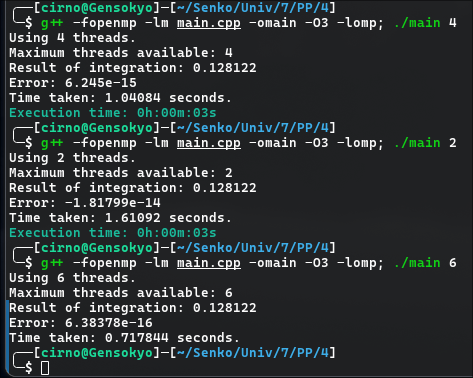 ╭──[cirno@Gensokyo]─[~/Senko/Univ/7/PP/4]
╰─$ g++ -fopenmp -lm main.cpp -omain -O3 -lomp; ./main 4
Using 4 threads.
Maximum threads available: 4
Result of integration: 0.128122
Error: 6.245e-15
Time taken: 1.04084 seconds.
Execution time: 0h:00m:03s
╭──[cirno@Gensokyo]─[~/Senko/Univ/7/PP/4]
╰─$ g++ -fopenmp -lm main.cpp -omain -O3 -lomp; ./main 2
Using 2 threads.
Maximum threads available: 2
Result of integration: 0.128122
Error: -1.81799e-14
Time taken: 1.61092 seconds.
Execution time: 0h:00m:03s
╭──[cirno@Gensokyo]─[~/Senko/Univ/7/PP/4]
╰─$ g++ -fopenmp -lm main.cpp -omain -O3 -lomp; ./main 6
Using 6 threads.
Maximum threads available: 6
Result of integration: 0.128122
Error: 6.38378e-16
Time taken: 0.717844 seconds.
╭──[cirno@Gensokyo]─[~/Senko/Univ/7/PP/4]
╰─$